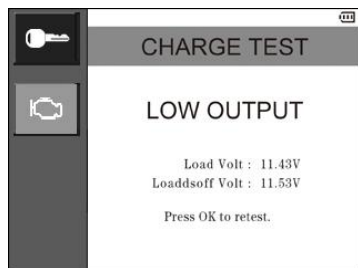 CHARGE TEST
LOW OUTPUT
Load Volt : 11.43V
Loaddsoff Volt : 11.53V
Press OK to retest.